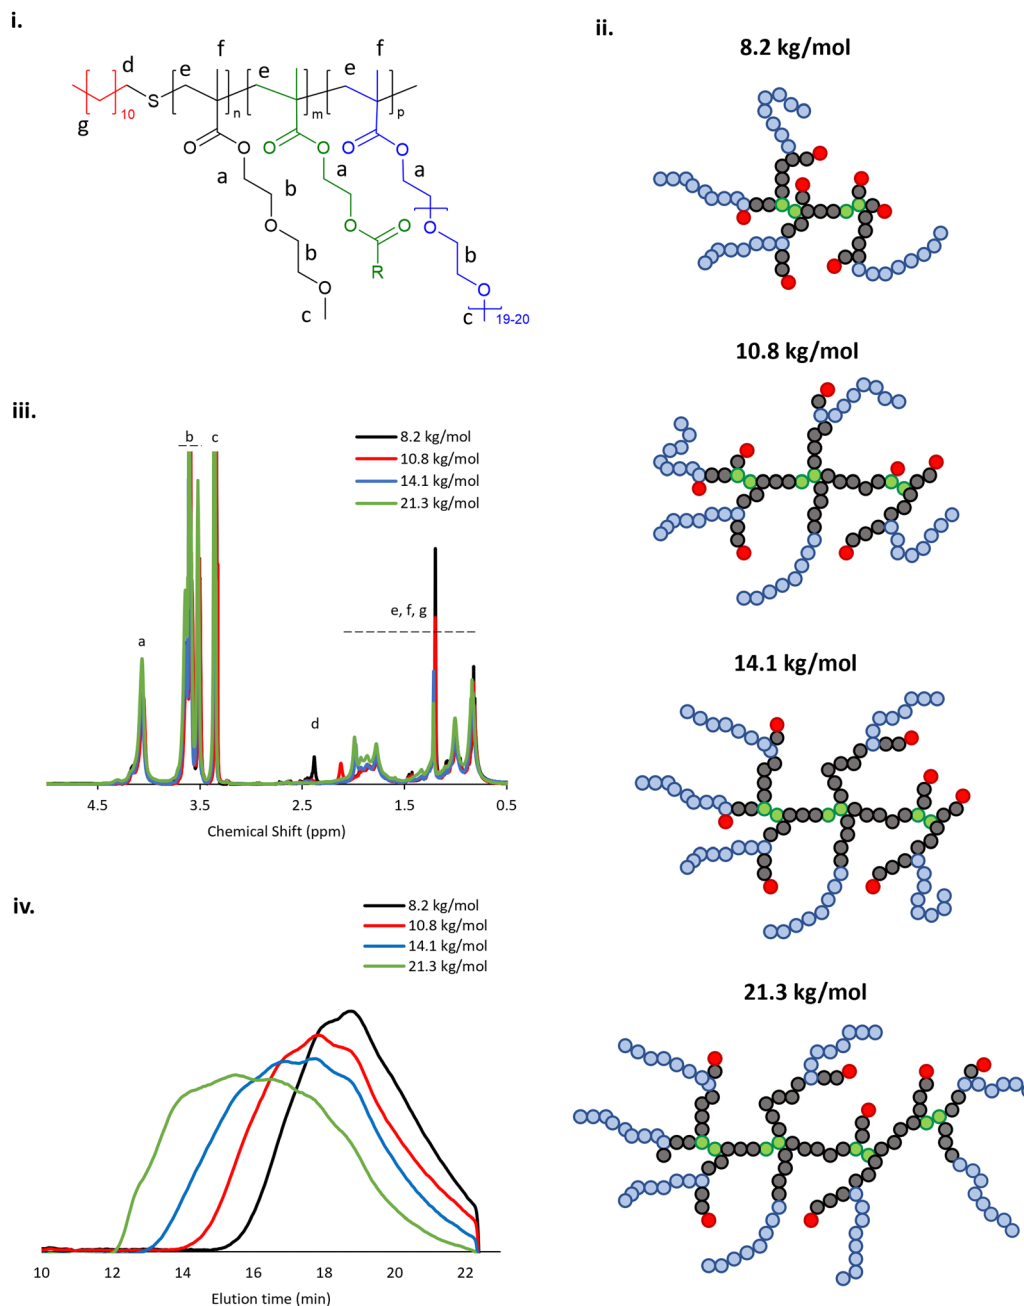 i.
d
e
f
e
e
f
g
10
S
n
m
p
O
O
O
O
O
O
a
a
a
b
O
O
O
b
b
O
R
O
O
c
c
19-20
ii.
8.2 kg/mol
10.8 kg/mol
14.1 kg/mol
21.3 kg/mol
iii.
b
c
8.2 kg/mol
10.8 kg/mol
14.1 kg/mol
21.3 kg/mol
a
e, f, g
d
4.5
3.5
2.5
1.5
0.5
Chemical Shift (ppm)
iv.
8.2 kg/mol
10.8 kg/mol
14.1 kg/mol
21.3 kg/mol
10
12
14
16
18
20
22
Elution time (min)